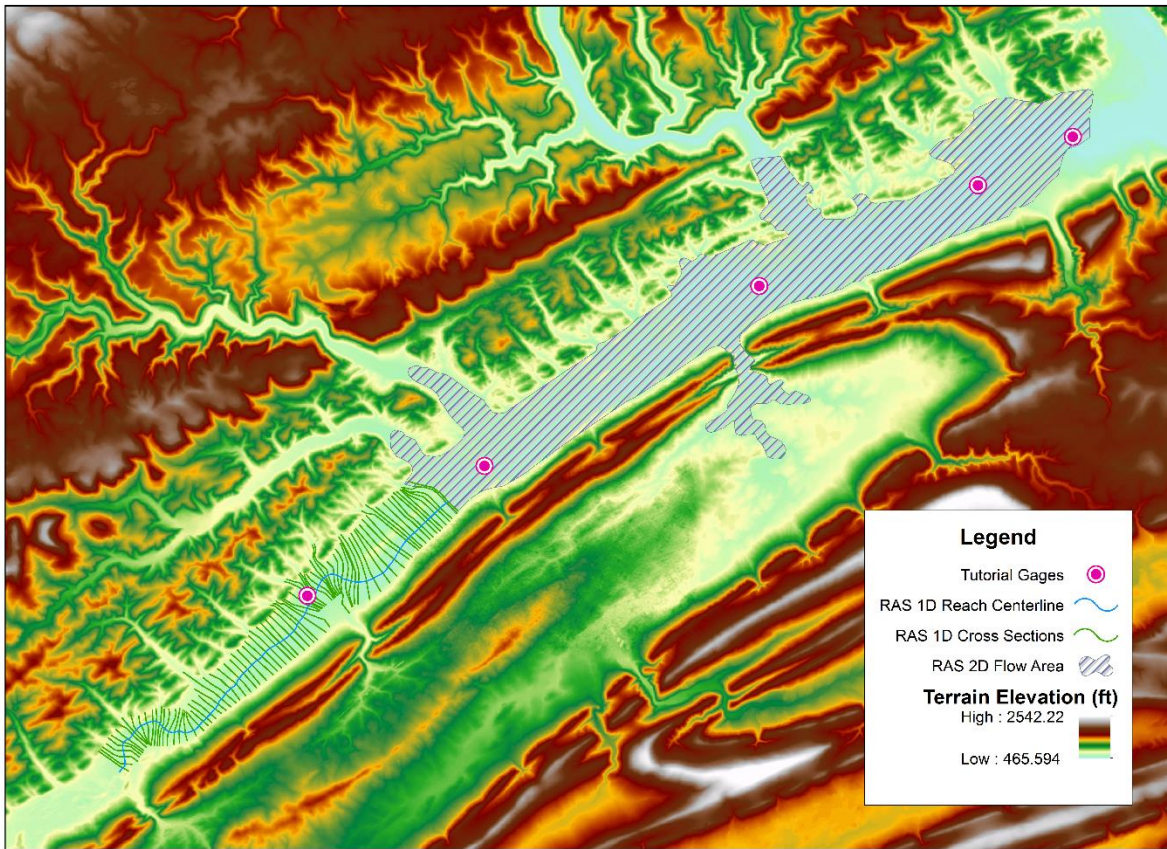 Legend
Tutorial Gages
RAS 1D Reach Centerline
RAS 1D Cross Sections
RAS 2D Flow Area
Terrain Elevation (ft)
High : 2542.22
Low : 465.594